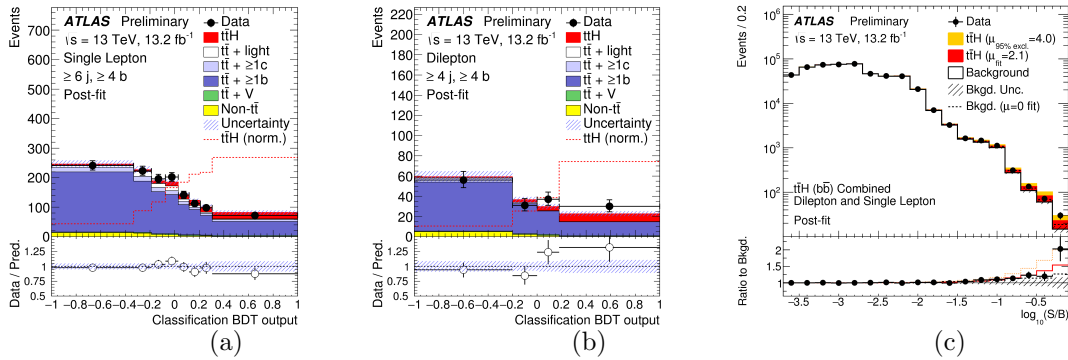 ATLAS Preliminary
√s = 13 TeV, 13.2 fb-1
Single Lepton
≥ 6 j, ≥ 4 b
Post-fit
Data
tt̄H
tt̄ + light
tt̄ + ≥1c
tt̄ + ≥1b
tt̄ + V
Non-tt̄
Uncertainty
tt̄H (norm.)
Events
700
600
500
400
300
200
100
0
Data / Pred.
1.25
1
0.75
0.5
-1 -0.8 -0.6 -0.4 -0.2 0 0.2 0.4 0.6 0.8 1
Classification BDT output
(a)
ATLAS Preliminary
√s = 13 TeV, 13.2 fb-1
Dilepton
≥ 4 j, ≥ 4 b
Post-fit
Data
tt̄H
tt̄ + light
tt̄ + ≥1c
tt̄ + ≥1b
tt̄ + V
Non-tt̄
Uncertainty
tt̄H (norm.)
Events
220
200
180
160
140
120
100
80
60
40
20
0
Data / Pred.
1.25
1
0.75
0.5
-1 -0.8 -0.6 -0.4 -0.2 0 0.2 0.4 0.6 0.8 1
Classification BDT output
(b)
ATLAS Preliminary
√s = 13 TeV, 13.2 fb-1
Data
tt̄H (μ95% excl.=4.0)
tt̄H (μfit=2.1)
Background
Bkgd. Unc.
Bkgd. (μ=0 fit)
tt̄H (bb̄) Combined
Dilepton and Single Lepton
Post-fit
Events / 0.2
10^6
10^5
10^4
10^3
10^2
Ratio to Bkgd.
2
1.5
1
-3.5 -3 -2.5 -2 -1.5 -1 -0.5
log10(S/B)
(c)